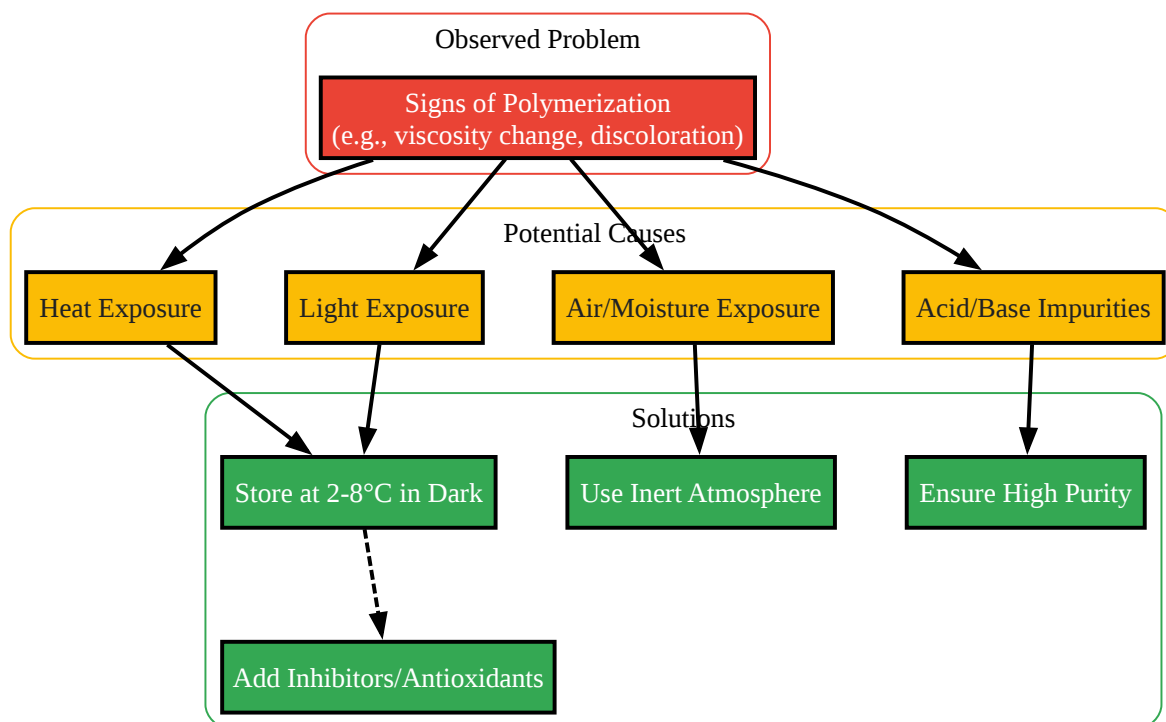 Observed Problem
Signs of Polymerization
(e.g., viscosity change, discoloration)
Potential Causes
Heat Exposure
Light Exposure
Air/Moisture Exposure
Acid/Base Impurities
Solutions
Store at 2-8°C in Dark
Use Inert Atmosphere
Ensure High Purity
Add Inhibitors/Antioxidants